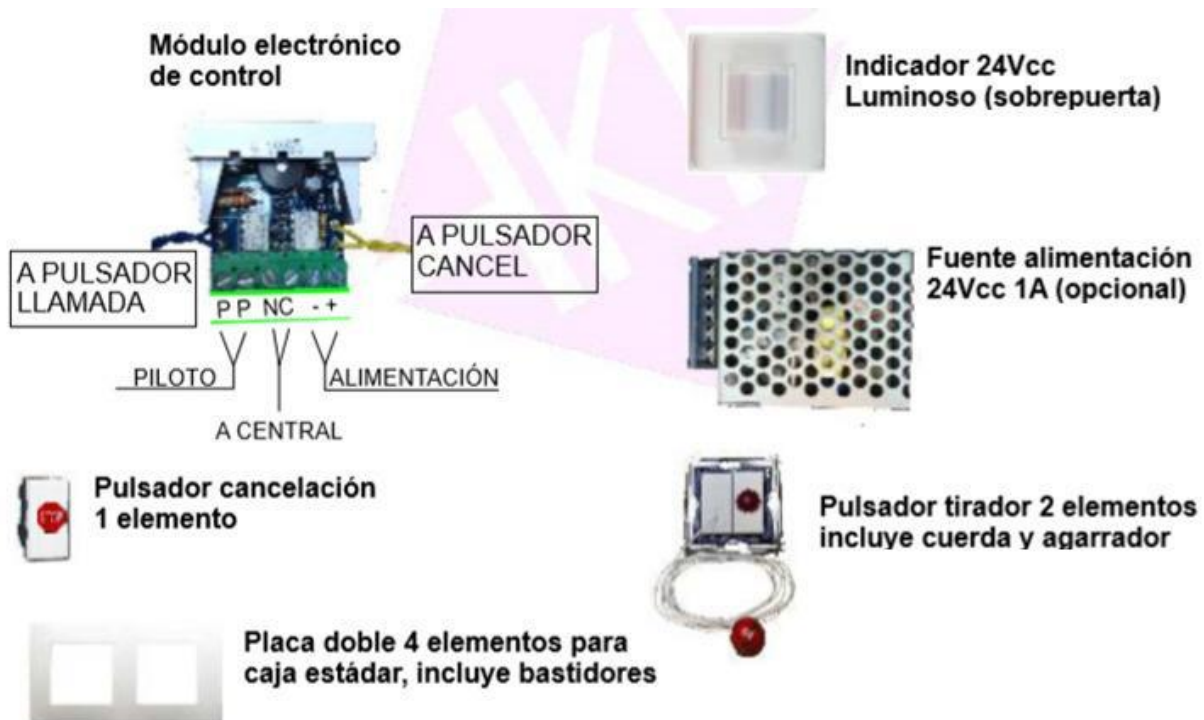 Módulo electrónico
de control
Indicador 24Vcc
Luminoso (sobrepuerta)
A PULSADOR
LLAMADA
A PULSADOR
CANCEL
P P NC - +
PILOTO
ALIMENTACIÓN
A CENTRAL
Fuente alimentación
24Vcc 1A (opcional)
Pulsador cancelación
1 elemento
Pulsador tirador 2 elementos
incluye cuerda y agarrador
Placa doble 4 elementos para
caja estádar, incluye bastidores